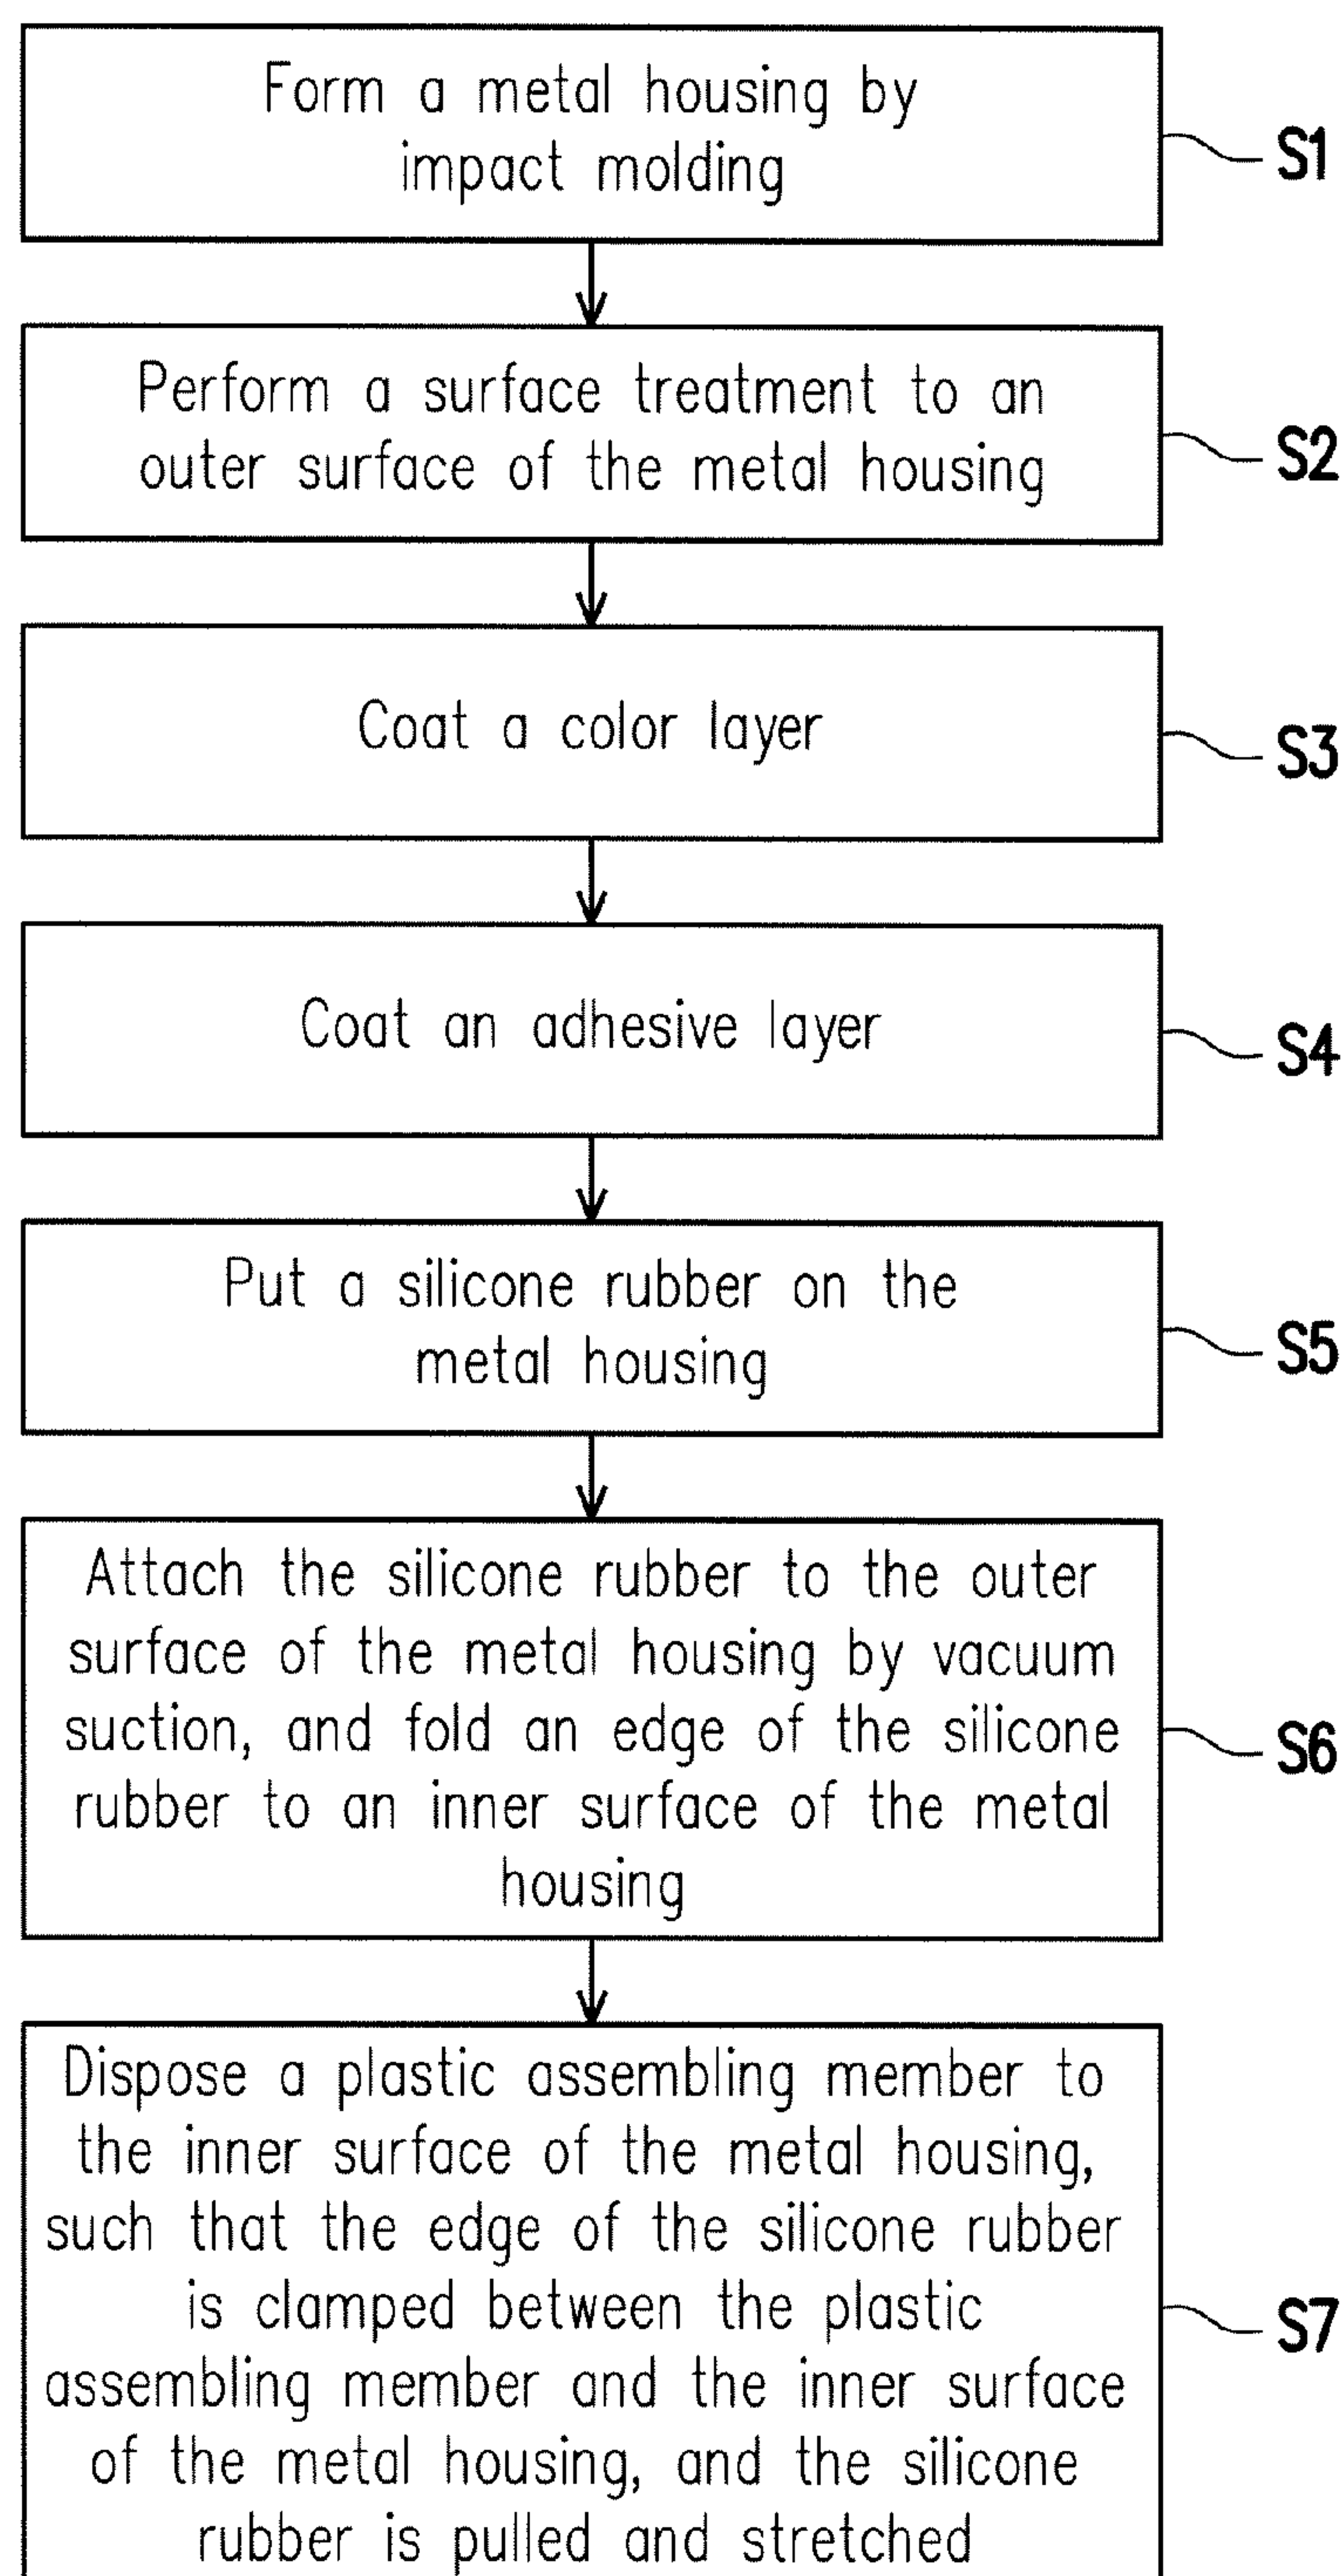 Form a metal housing by
impact molding
S1
Perform a surface treatment to an
outer surface of the metal housing
S2
Coat a color layer
S3
Coat an adhesive layer
S4
Put a silicone rubber on the
metal housing
S5
Attach the silicone rubber to the outer
surface of the metal housing by vacuum
suction, and fold an edge of the silicone
rubber to an inner surface of the metal
housing
S6
Dispose a plastic assembling member to
the inner surface of the metal housing,
such that the edge of the silicone rubber
is clamped between the plastic
assembling member and the inner surface
of the metal housing, and the silicone
rubber is pulled and stretched
S7